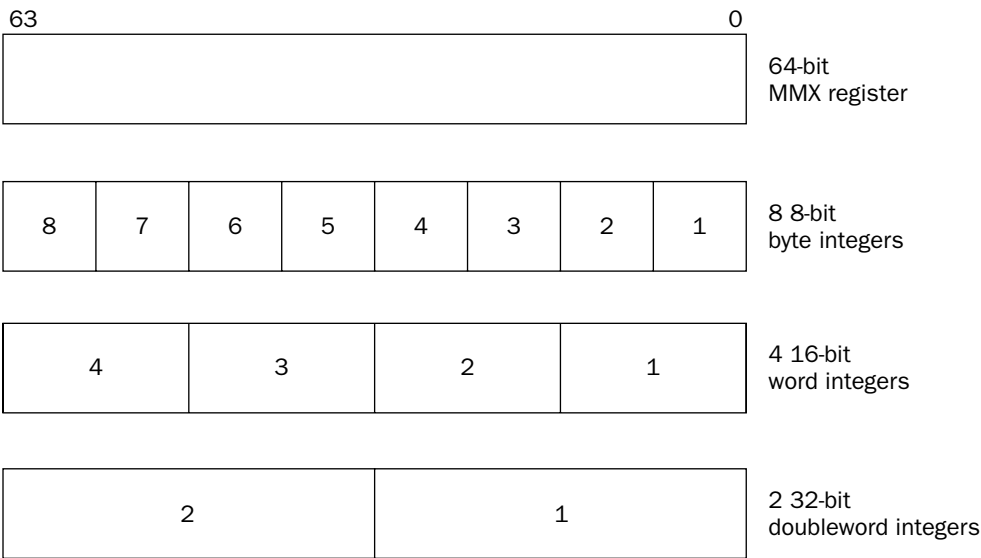 63 0
64-bit
MMX register
8 7 6 5 4 3 2 1
8 8-bit
byte integers
4 3 2 1
4 16-bit
word integers
2 1
2 32-bit
doubleword integers